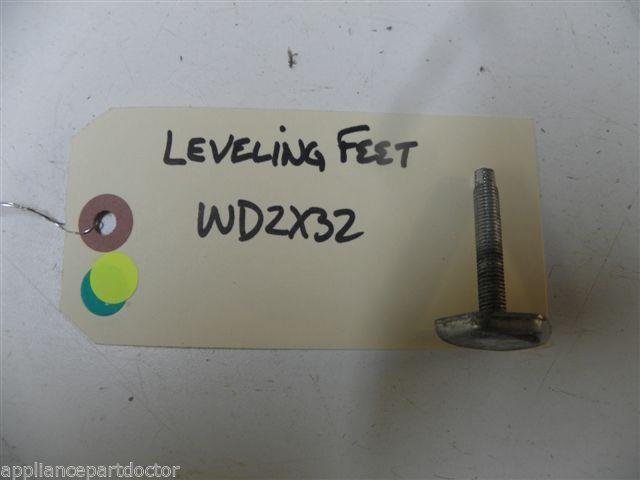 LEVELING FEET
WD2X32
appliancepartdoctor